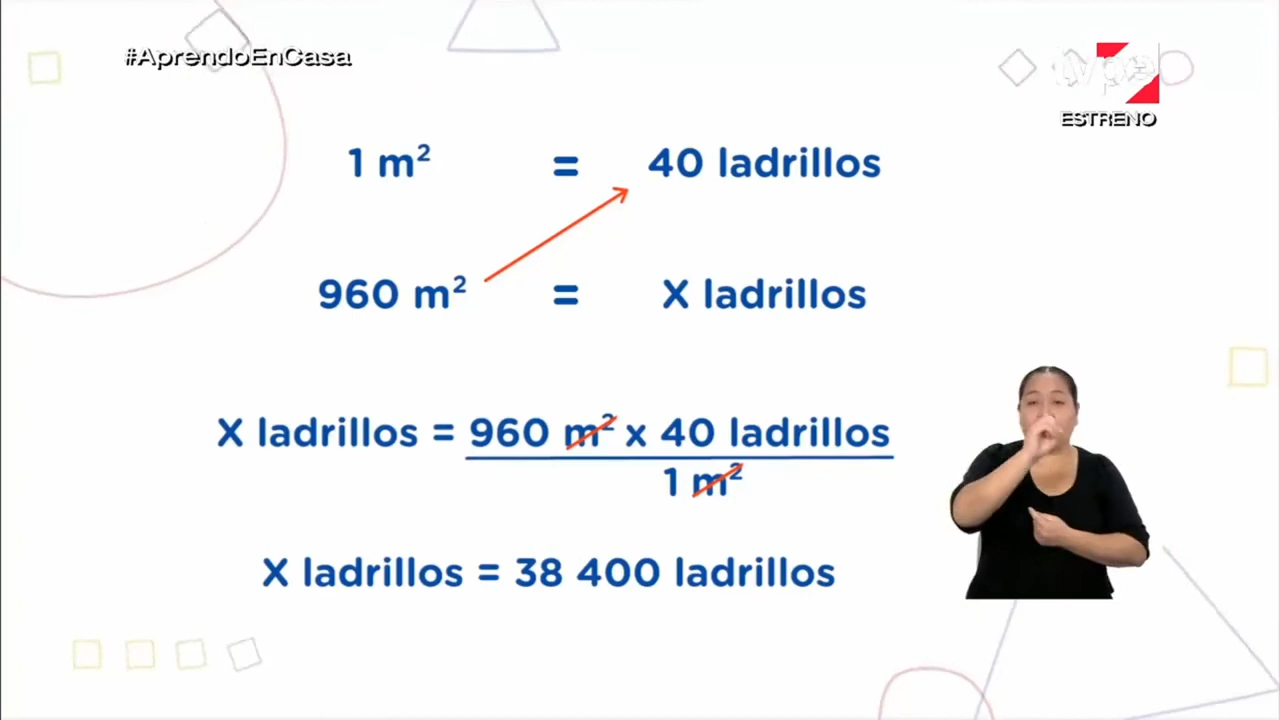 #AprendoEnCasa
tvpe
ESTRENO
1 m² = 40 ladrillos
960 m² = X ladrillos
X ladrillos = 960 m² x 40 ladrillos
1 m²
X ladrillos = 38 400 ladrillos